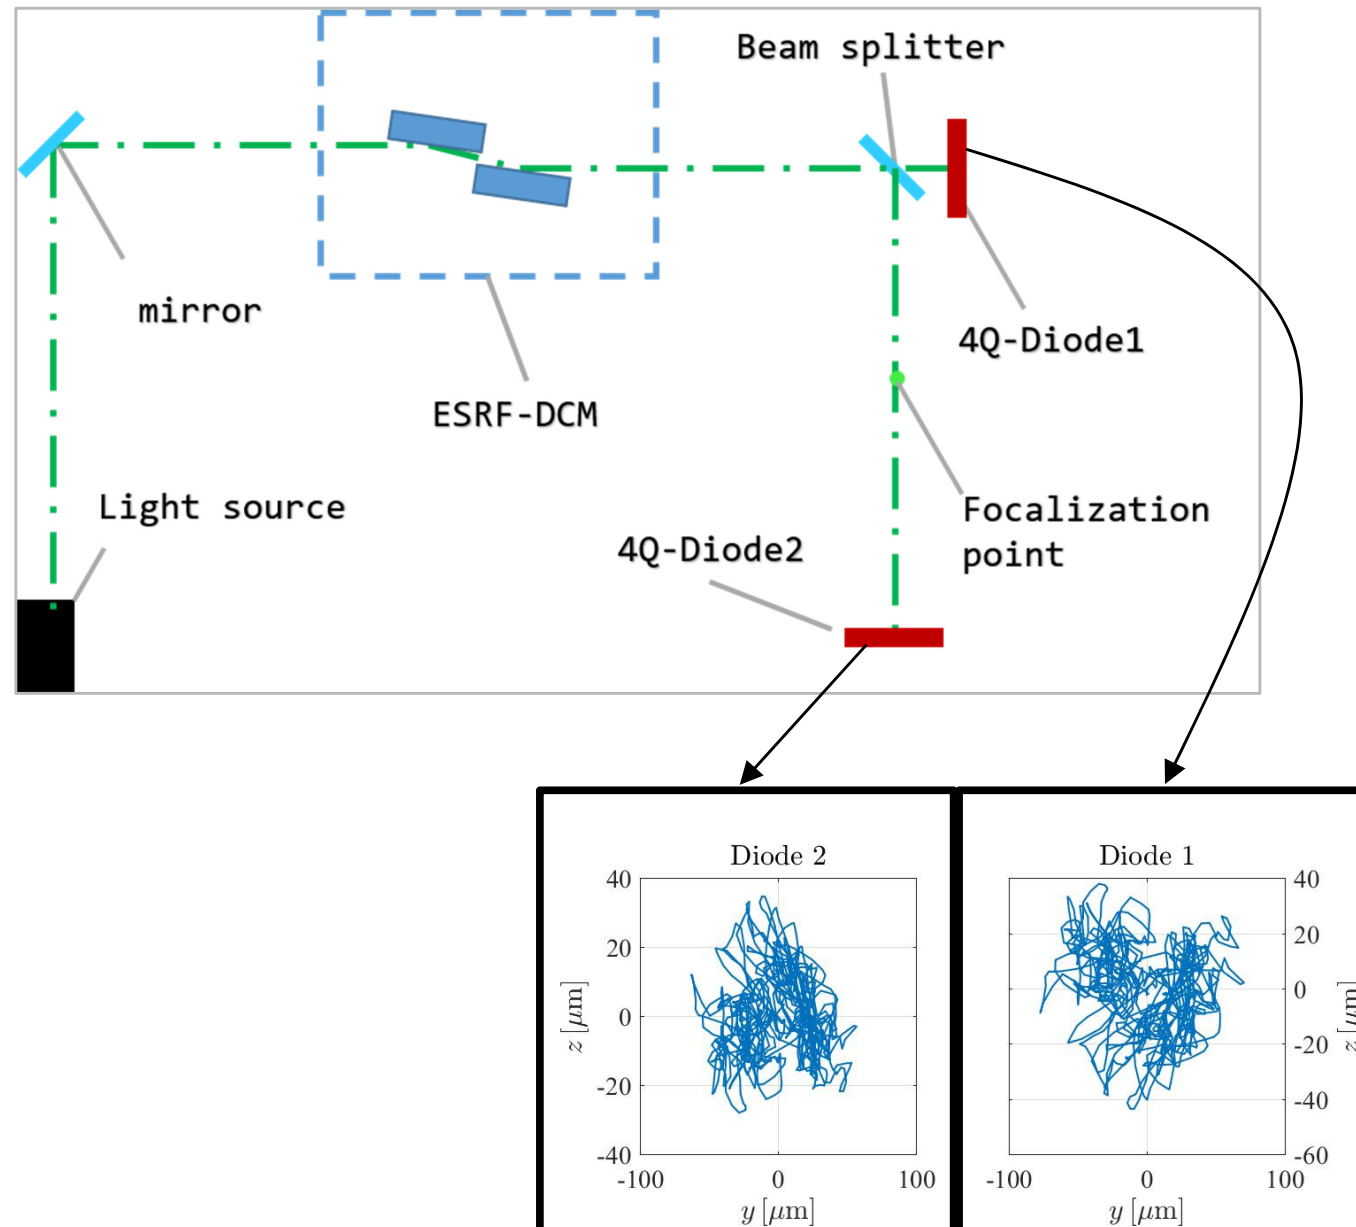 Beam splitter
mirror
ESRF-DCM
4Q-Diode1
Light source
Focalization
point
4Q-Diode2
Diode 2
40
20
0
-20
-40
z [μm]
-100
0
100
y [μm]
Diode 1
40
20
0
-20
-40
-60
z [μm]
-100
0
100
y [μm]